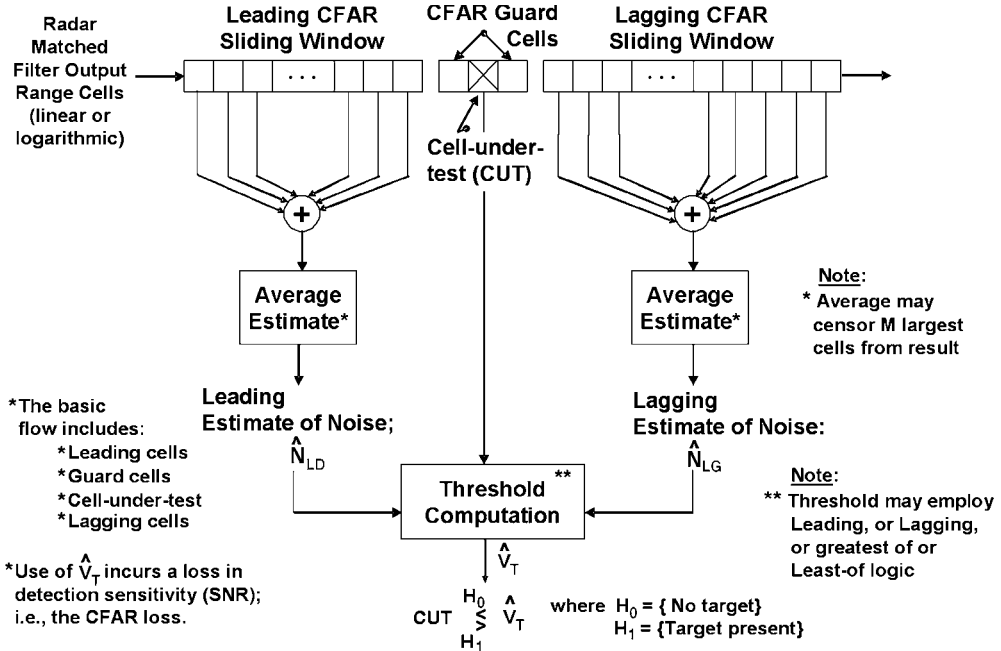 Radar
Matched
Filter Output
Range Cells
(linear or
logarithmic)
Leading CFAR
Sliding Window
CFAR Guard
Cells
Lagging CFAR
Sliding Window
...
...
Cell-under-
test (CUT)
+
+
Average
Estimate*
Average
Estimate*
Note:
* Average may
censor M largest
cells from result
Leading
Estimate of Noise;
N̂LD
Lagging
Estimate of Noise:
N̂LG
*The basic
flow includes:
*Leading cells
*Guard cells
*Cell-under-test
*Lagging cells
Threshold **
Computation
Note:
** Threshold may employ
Leading, or Lagging,
or greatest of or
Least-of logic
V̂T
*Use of V̂T incurs a loss in
detection sensitivity (SNR);
i.e., the CFAR loss.
H0
CUT ≤ > V̂T
H1
where H0 = { No target}
H1 = {Target present}